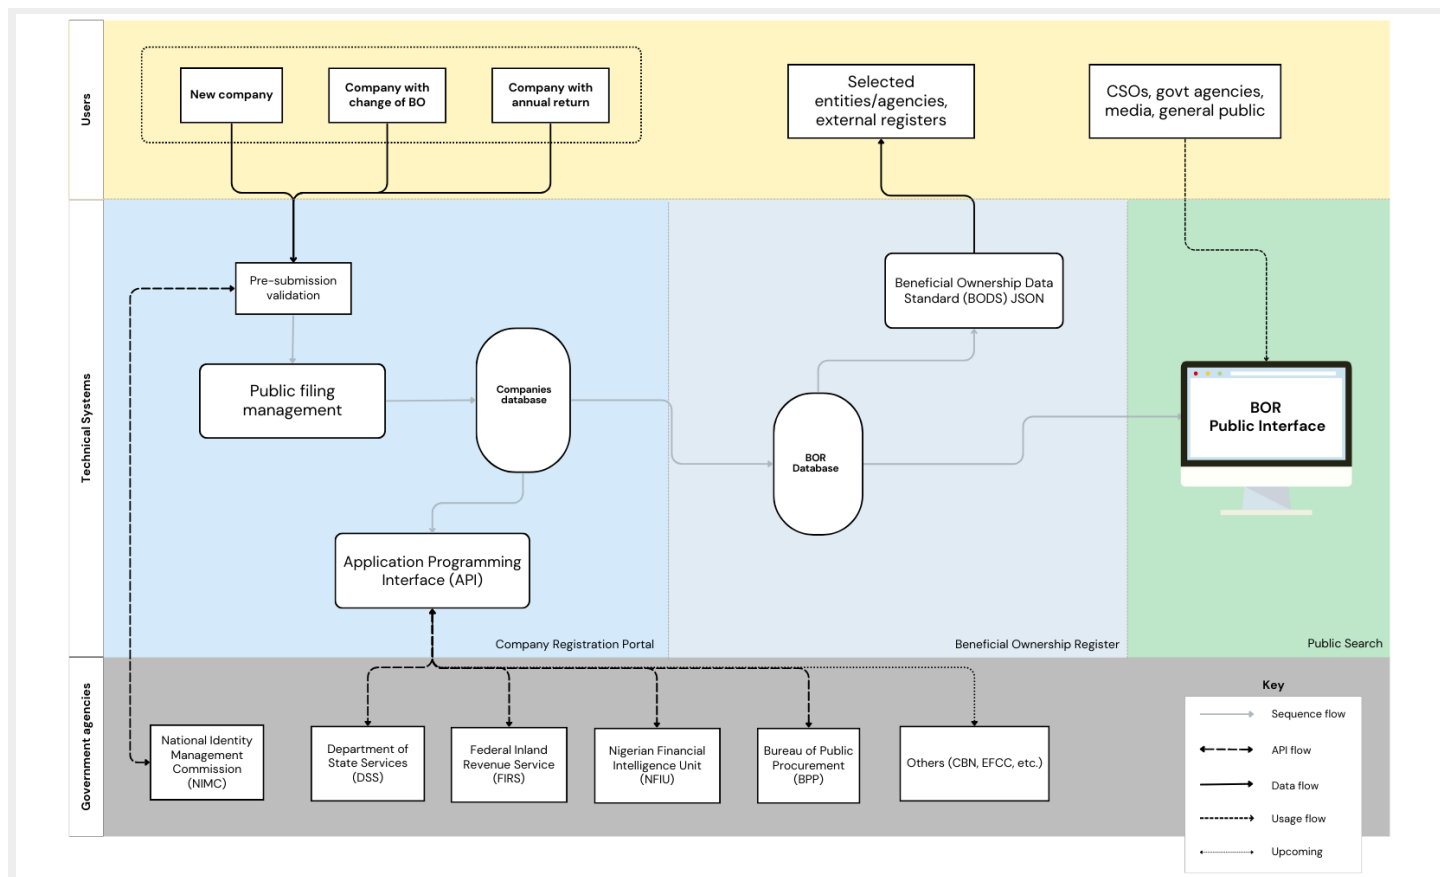 Users
New company
Company with
change of BO
Company with
annual return
Selected
entities/agencies,
external registers
CSOs, govt agencies,
media, general public
Technical Systems
Pre-submission
validation
Public filing
management
Companies
database
Application Programming
Interface (API)
Company Registration Portal
Beneficial Ownership Data
Standard (BODS) JSON
BOR
Database
Beneficial Ownership Register
BOR
Public Interface
Public Search
Government agencies
National Identity
Management
Commission
(NIMC)
Department of
State Services
(DSS)
Federal Inland
Revenue Service
(FIRS)
Nigerian Financial
Intelligence Unit
(NFIU)
Bureau of Public
Procurement
(BPP)
Others (CBN, EFCC, etc.)
Key
Sequence flow
API flow
Data flow
Usage flow
Upcoming